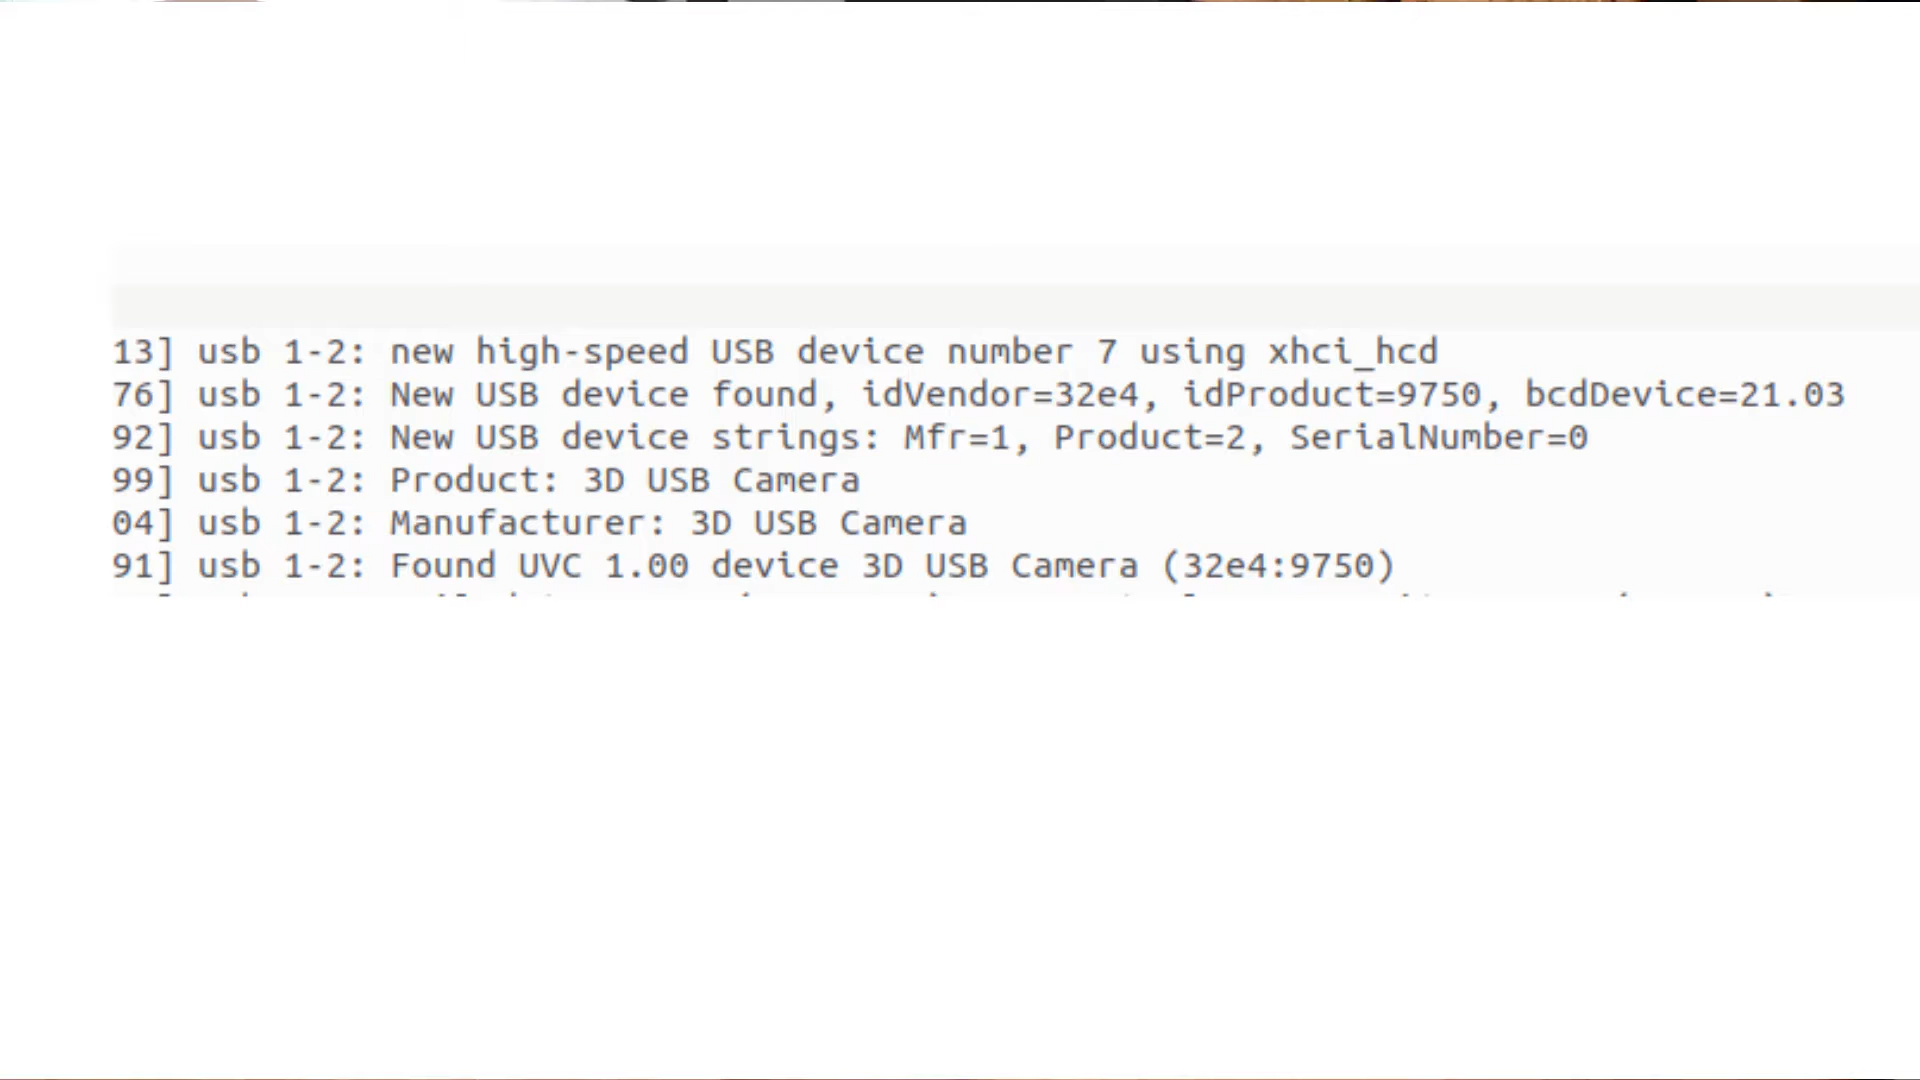 13] usb 1-2: new high-speed USB device number 7 using xhci_hcd
76] usb 1-2: New USB device found, idVendor=32e4, idProduct=9750, bcdDevice=21.03
92] usb 1-2: New USB device strings: Mfr=1, Product=2, SerialNumber=0
99] usb 1-2: Product: 3D USB Camera
04] usb 1-2: Manufacturer: 3D USB Camera
91] usb 1-2: Found UVC 1.00 device 3D USB Camera (32e4:9750)